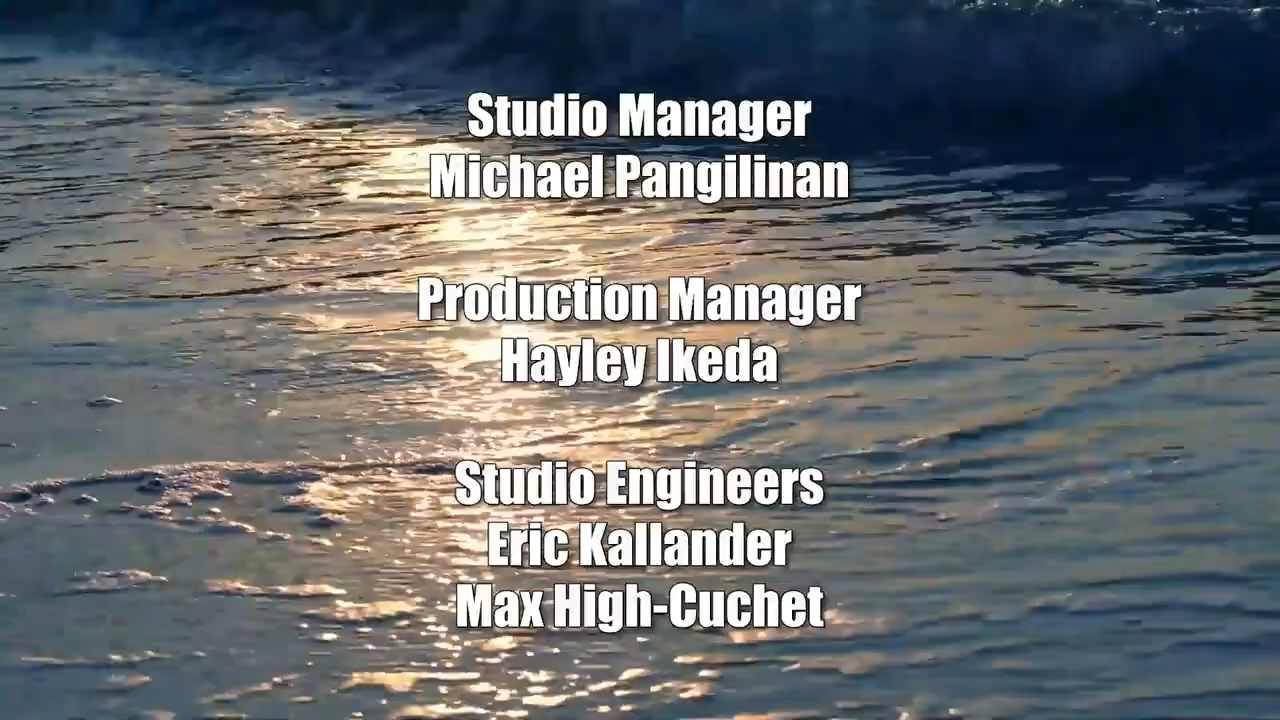 Studio Manager
Michael Pangilinan
Production Manager
Hayley Ikeda
Studio Engineers
Eric Kallander
Max High-Cuchet